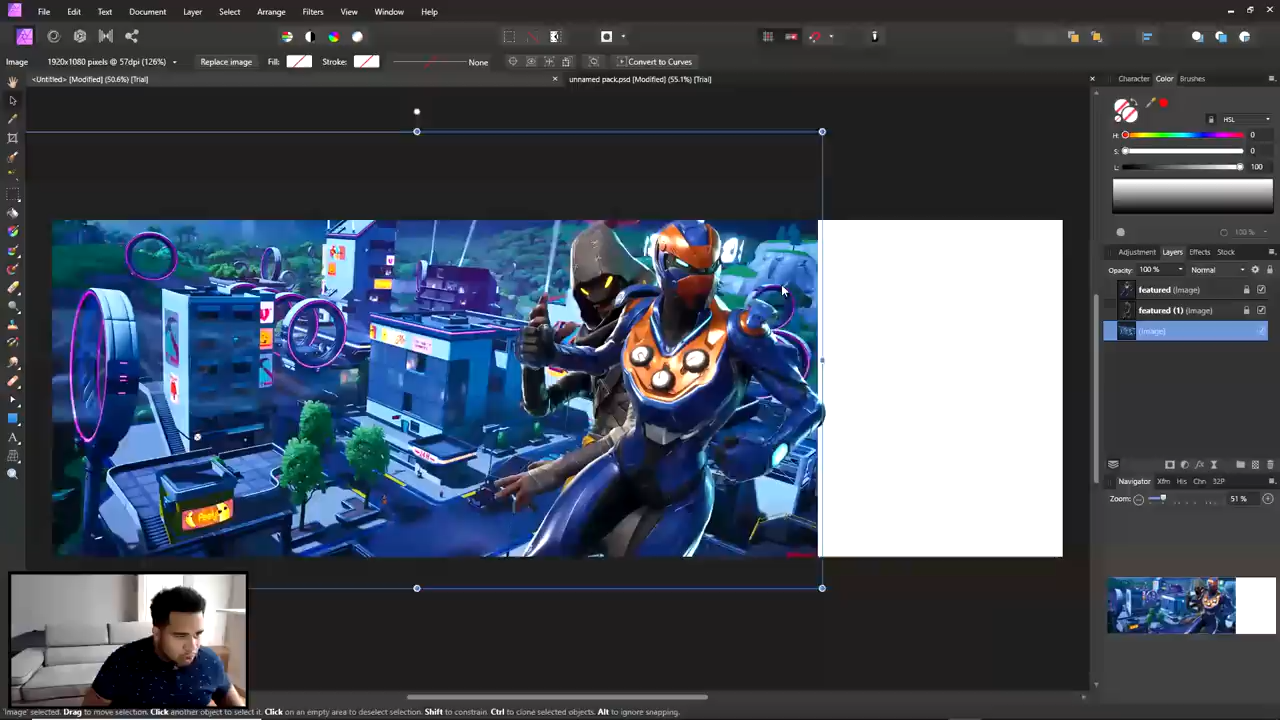 File Edit Text Document Layer Select Arrange Filters View Window Help
Image 1920x1080 pixels @ 57dpi (126%) Replace image Fill: Stroke: None Convert to Curves
<Untitled> [Modified] (50.6%) [Trial] × unnamed pack.psd [Modified] (55.1%) [Trial] ×
Character Color Brushes
HSL
H: 0
S: 0
L: 100
100 %
Adjustment Layers Effects Stock
Opacity: 100 % Normal
featured (Image)
featured (1) (Image)
(Image)
Navigator Xfm His Chn 32P
Zoom: 51 %
'Image' selected. Drag to move selection. Click another object to select it. Click on an empty area to deselect selection. Shift to constrain. Ctrl to clone selected objects. Alt to ignore snapping.